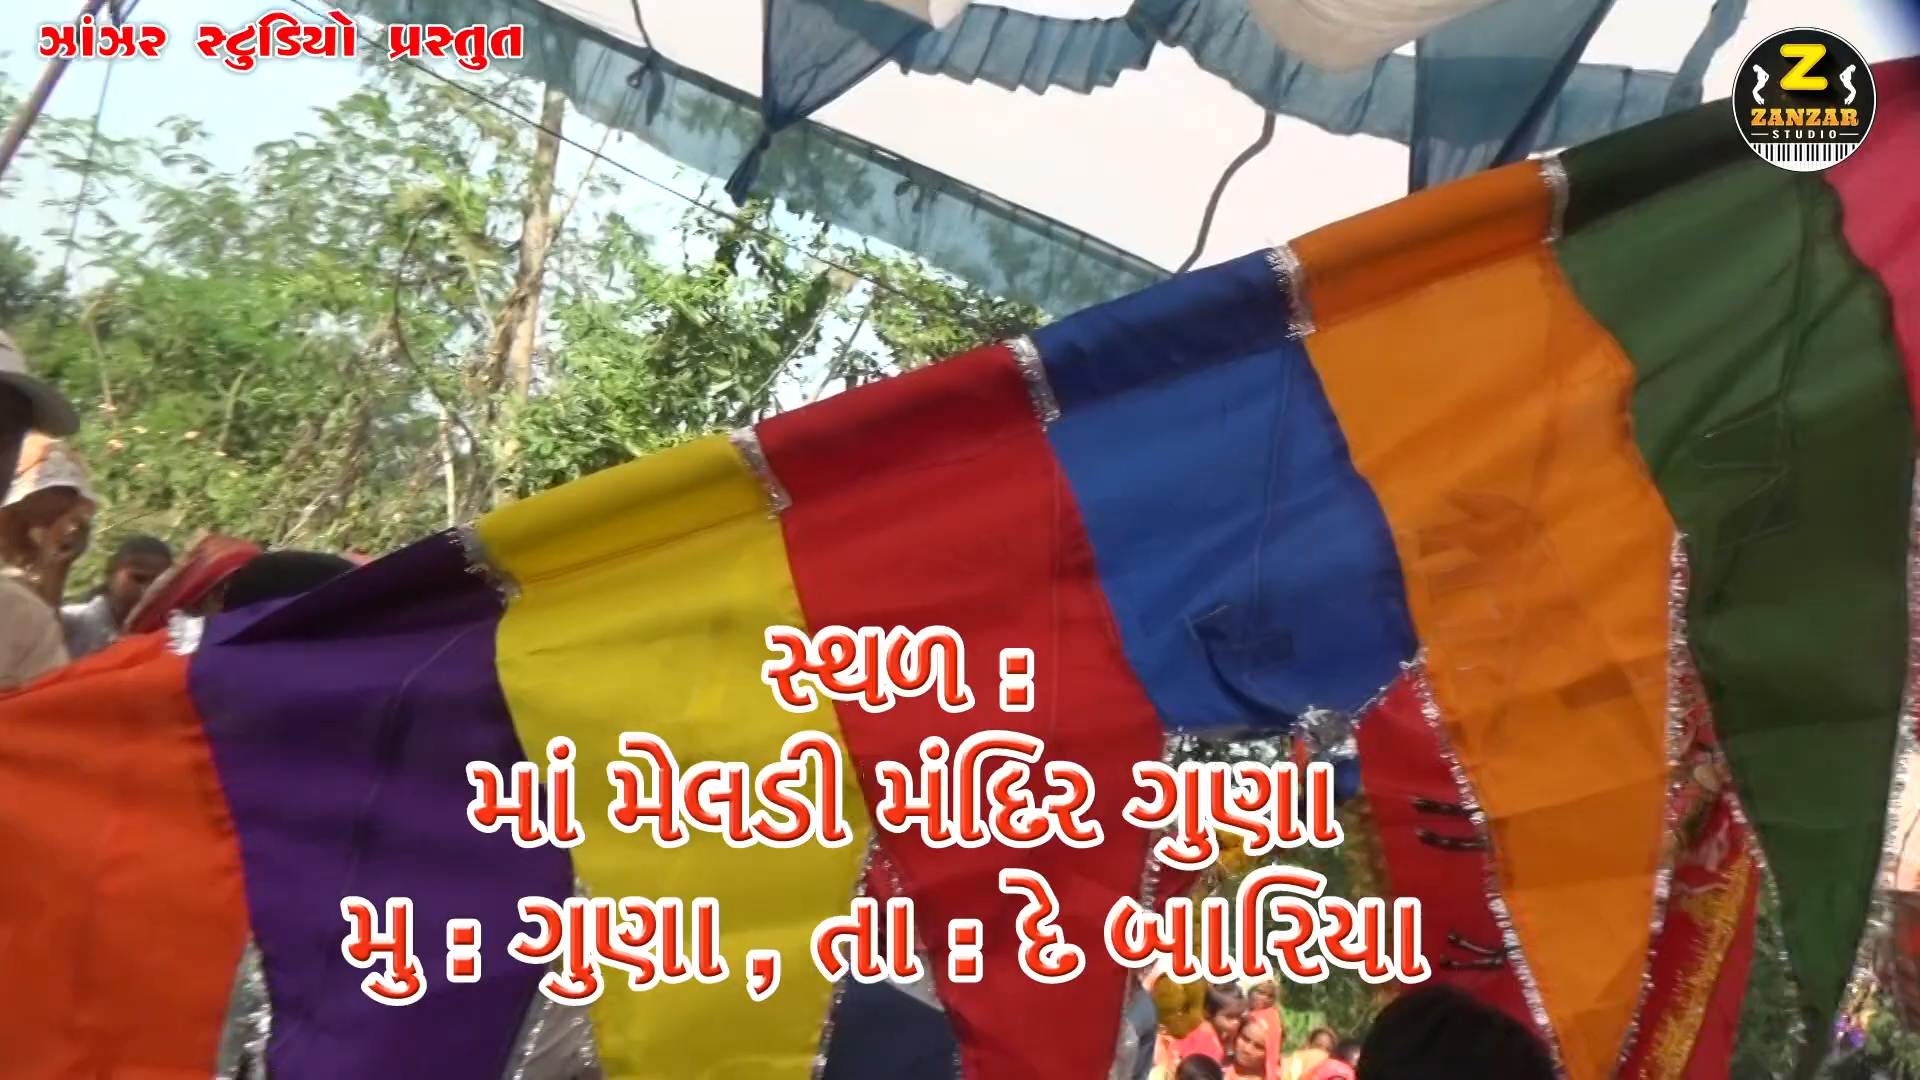 ઝાંઝર સ્ટુડિયો પ્રસ્તુત
Z
ZANZAR
STUDIO
સ્થળ :
માં મેલડી મંદિર ગુણા
મુ : ગુણા , તા : દે બારિયા